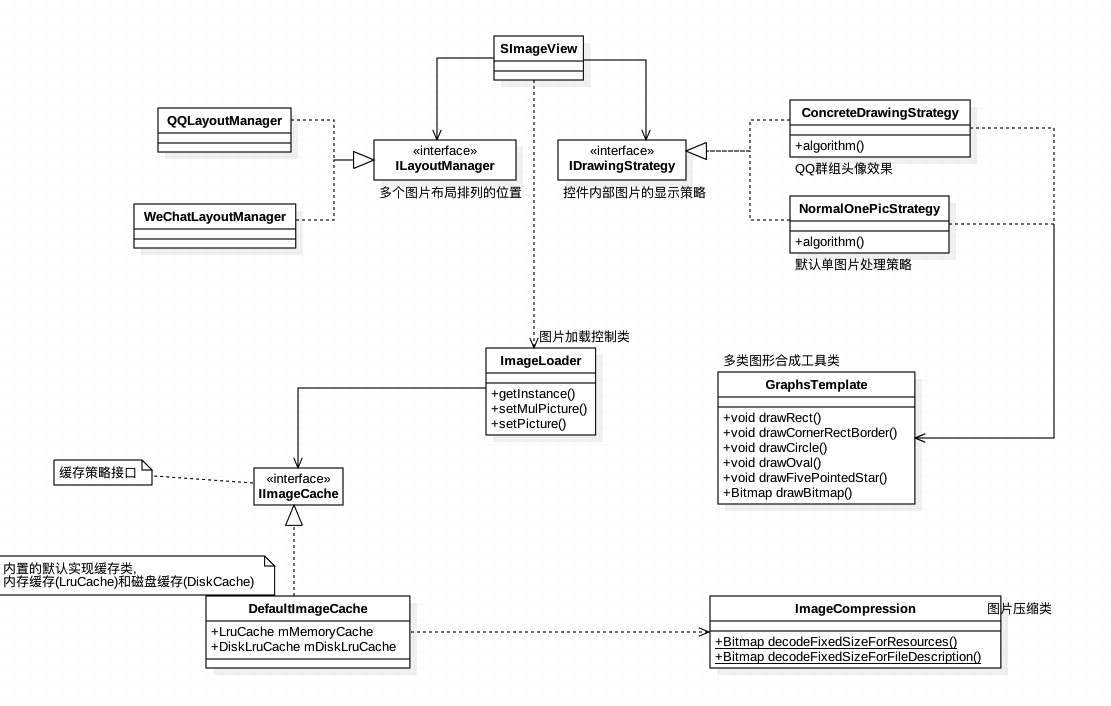 SImageView
QQLayoutManager
«interface»
ILayoutManager
多个图片布局排列的位置
WeChatLayoutManager
«interface»
IDrawingStrategy
控件内部图片的显示策略
ConcreteDrawingStrategy
+algorithm()
QQ群组头像效果
NormalOnePicStrategy
+algorithm()
默认单图片处理策略
图片加载控制类
ImageLoader
+getInstance()
+setMulPicture()
+setPicture()
多类图形合成工具类
GraphsTemplate
+void drawRect()
+void drawCornerRectBorder()
+void drawCircle()
+void drawOval()
+void drawFivePointedStar()
+Bitmap drawBitmap()
缓存策略接口
«interface»
IImageCache
内置的默认实现缓存类,
内存缓存(LruCache)和磁盘缓存(DiskCache)
DefaultImageCache
+LruCache mMemoryCache
+DiskLruCache mDiskLruCache
ImageCompression
图片压缩类
+Bitmap decodeFixedSizeForResources()
+Bitmap decodeFixedSizeForFileDescription()